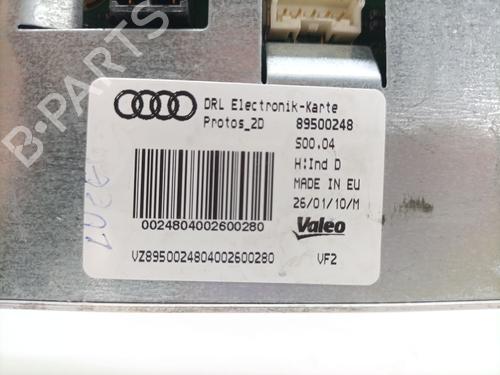 B-PARTS
DRL Electronik-Karte
Protos_2D 89500248
S00.04
H:Ind D
MADE IN EU
26/01/10/M
0024804002600280
Valeo
VZ8950024804002600280 VF2